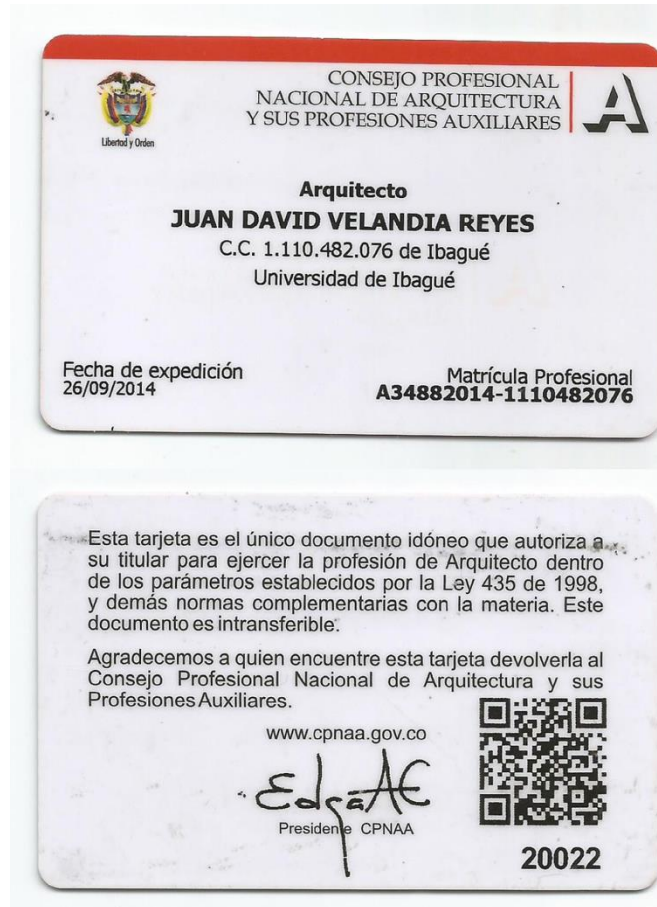 CONSEJO PROFESIONAL
NACIONAL DE ARQUITECTURA
Y SUS PROFESIONES AUXILIARES
A
Libertad y Orden
Arquitecto
JUAN DAVID VELANDIA REYES
C.C. 1.110.482.076 de Ibagué
Universidad de Ibagué
Fecha de expedición
26/09/2014
Matrícula Profesional
A34882014-1110482076
Esta tarjeta es el único documento idóneo que autoriza a
su titular para ejercer la profesión de Arquitecto dentro
de los parámetros establecidos por la Ley 435 de 1998,
y demás normas complementarias con la materia. Este
documento es intransferible.
Agradecemos a quien encuentre esta tarjeta devolverla al
Consejo Profesional Nacional de Arquitectura y sus
Profesiones Auxiliares.
www.cpnaa.gov.co
Presidente CPNAA
20022